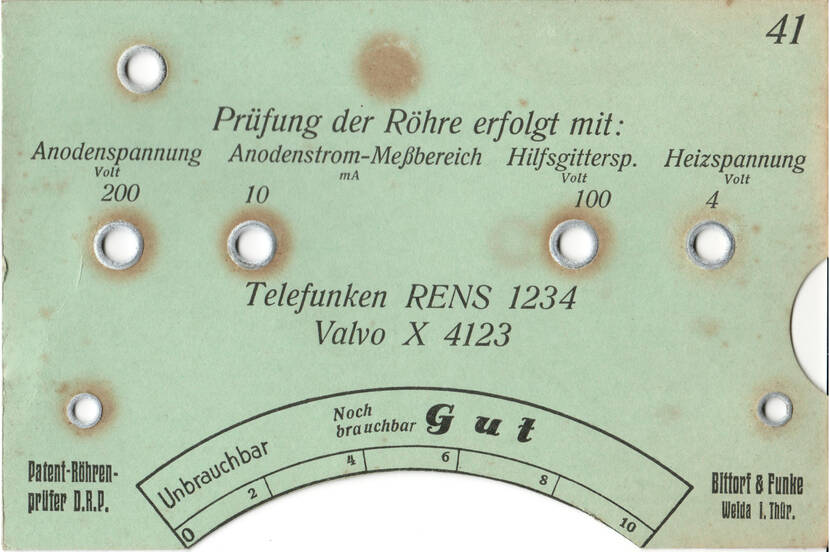 41
Prüfung der Röhre erfolgt mit:
Anodenspannung Anodenstrom-Meßbereich Hilfsgittersp. Heizspannung
Volt mA Volt Volt
200 10 100 4
Telefunken RENS 1234
Valvo X 4123
Unbrauchbar Noch brauchbar Gut
0 2 4 6 8 10
Patent-Röhren-
prüfer D.R.P.
Bittorf & Funke
Weida i. Thür.